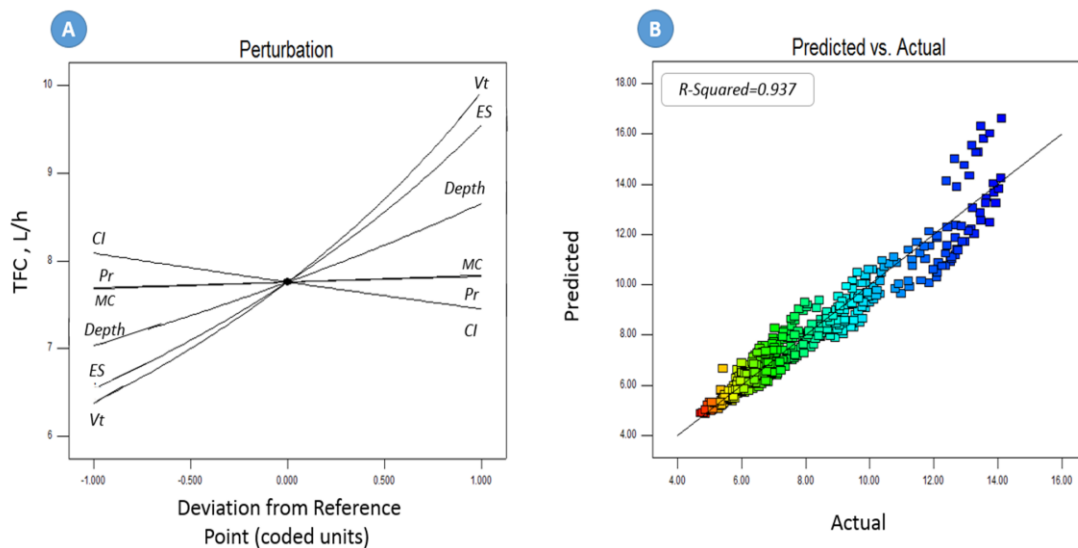 A
Perturbation
10
9
8
7
6
TFC , L/h
Vt
ES
Depth
CI
Pr
MC
MC
Pr
CI
Depth
ES
Vt
-1.000 -0.500 0.000 0.500 1.000
Deviation from Reference
Point (coded units)
B
Predicted vs. Actual
R-Squared=0.937
18.00
16.00
14.00
12.00
10.00
8.00
6.00
4.00
Predicted
4.00 6.00 8.00 10.00 12.00 14.00 16.00
Actual